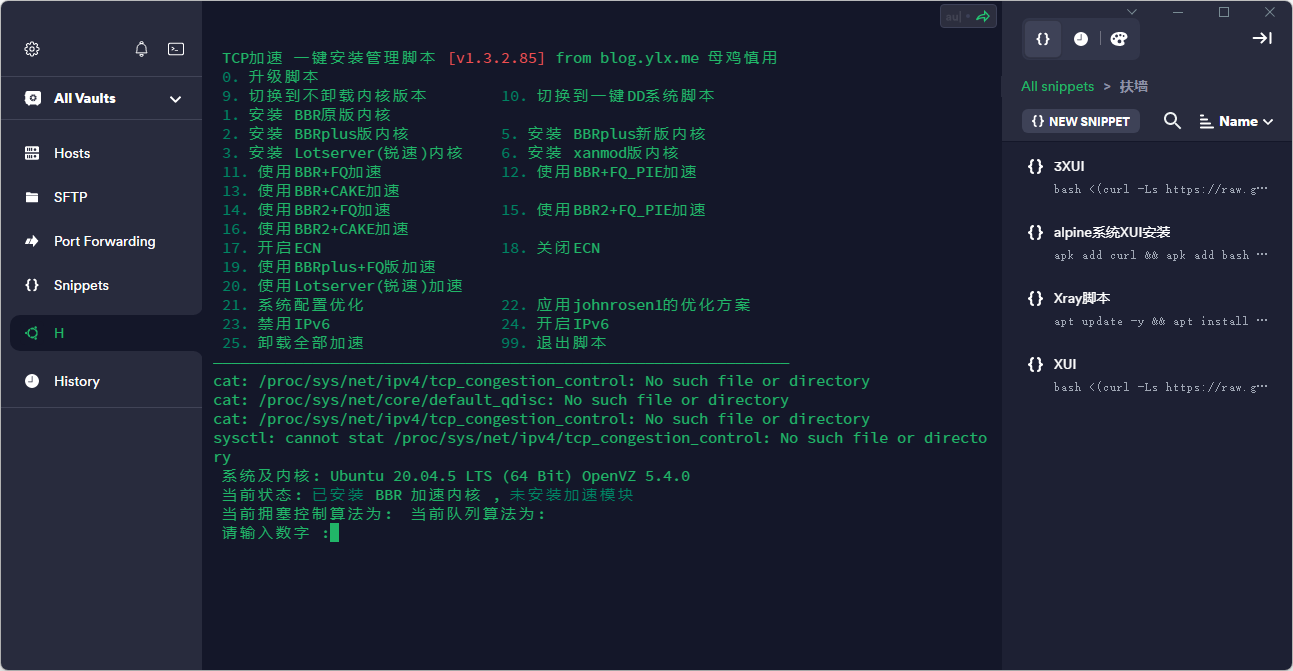 All Vaults
Hosts
SFTP
Port Forwarding
{} Snippets
H
History
TCP加速 一键安装管理脚本 [v1.3.2.85] from blog.ylx.me 母鸡慎用
0. 升级脚本
9. 切换到不卸载内核版本 10. 切换到一键DD系统脚本
1. 安装 BBR原版内核
2. 安装 BBRplus版内核 5. 安装 BBRplus新版内核
3. 安装 Lotserver(锐速)内核 6. 安装 xanmod版内核
11. 使用BBR+FQ加速 12. 使用BBR+FQ_PIE加速
13. 使用BBR+CAKE加速
14. 使用BBR2+FQ加速 15. 使用BBR2+FQ_PIE加速
16. 使用BBR2+CAKE加速
17. 开启ECN 18. 关闭ECN
19. 使用BBRplus+FQ版加速
20. 使用Lotserver(锐速)加速
21. 系统配置优化 22. 应用johnrosen1的优化方案
23. 禁用IPv6 24. 开启IPv6
25. 卸载全部加速 99. 退出脚本
cat: /proc/sys/net/ipv4/tcp_congestion_control: No such file or directory
cat: /proc/sys/net/core/default_qdisc: No such file or directory
cat: /proc/sys/net/ipv4/tcp_congestion_control: No such file or directory
sysctl: cannot stat /proc/sys/net/ipv4/tcp_congestion_control: No such file or directo
ry
系统及内核: Ubuntu 20.04.5 LTS (64 Bit) OpenVZ 5.4.0
当前状态: 已安装 BBR 加速内核 , 未安装加速模块
当前拥塞控制算法为: 当前队列算法为:
请输入数字 :
au|
{}
All snippets > 扶墙
{} NEW SNIPPET Name
{} 3XUI
bash <(curl -Ls https://raw.g…
{} alpine系统XUI安装
apk add curl && apk add bash …
{} Xray脚本
apt update -y && apt install …
{} XUI
bash <(curl -Ls https://raw.g…